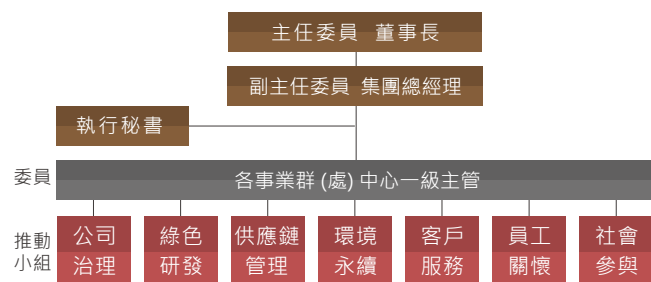 主任委員 董事長
副主任委員 集團總經理
執行秘書
委員
各事業群 (處) 中心一級主管
推動
小組
公司
治理
綠色
研發
供應鏈
管理
環境
永續
客戶
服務
員工
關懷
社會
參與